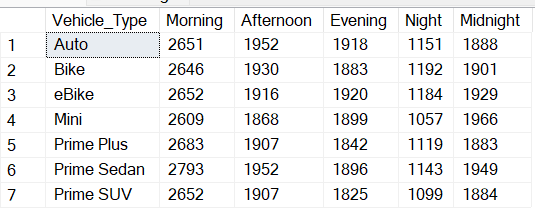 Vehicle_Type Morning Afternoon Evening Night Midnight
1 Auto 2651 1952 1918 1151 1888
2 Bike 2646 1930 1883 1192 1901
3 eBike 2652 1916 1920 1184 1929
4 Mini 2609 1868 1899 1057 1966
5 Prime Plus 2683 1907 1842 1119 1883
6 Prime Sedan 2793 1952 1896 1143 1949
7 Prime SUV 2652 1907 1825 1099 1884